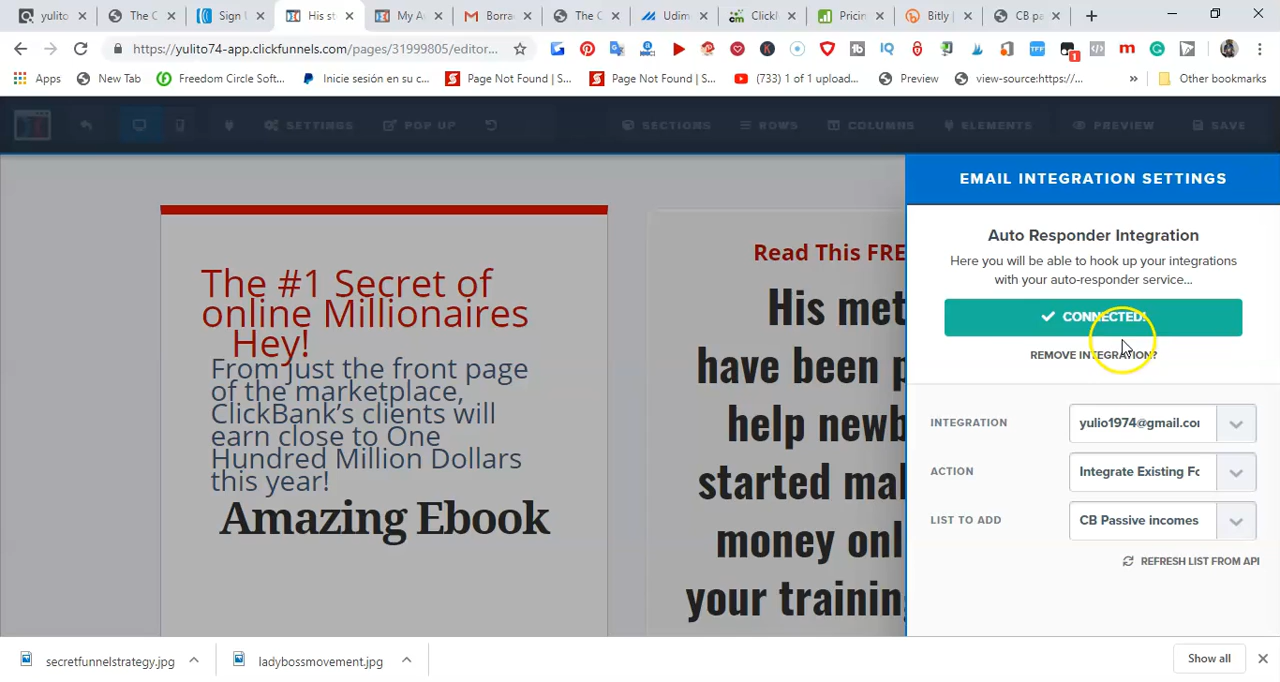 yulito
The C
Sign
His st
My A
Borra
The C
Udim
Click
Pricin
Bitly |
CB pa
https://yulito74-app.clickfunnels.com/pages/31999805/editor...
Apps
New Tab
Freedom Circle Soft...
Inicie sesión en su c...
Page Not Found | S...
Page Not Found | S...
(733) 1 of 1 upload...
Preview
view-source:https://...
»
Other bookmarks
SETTINGS
POP UP
SECTIONS
ROWS
COLUMNS
ELEMENTS
PREVIEW
SAVE
The #1 Secret of
online Millionaires
Hey!
From just the front page
of the marketplace,
ClickBank's clients will
earn close to One
Hundred Million Dollars
this year!
Amazing Ebook
Read This FRE
His met
have been p
help newb
started mal
money onl
your training
EMAIL INTEGRATION SETTINGS
Auto Responder Integration
Here you will be able to hook up your integrations
with your auto-responder service...
CONNECTED!
REMOVE INTEGRATION?
INTEGRATION
yulio1974@gmail.co
ACTION
Integrate Existing Fo
LIST TO ADD
CB Passive incomes
REFRESH LIST FROM API
secretfunnelstrategy.jpg
ladybossmovement.jpg
Show all